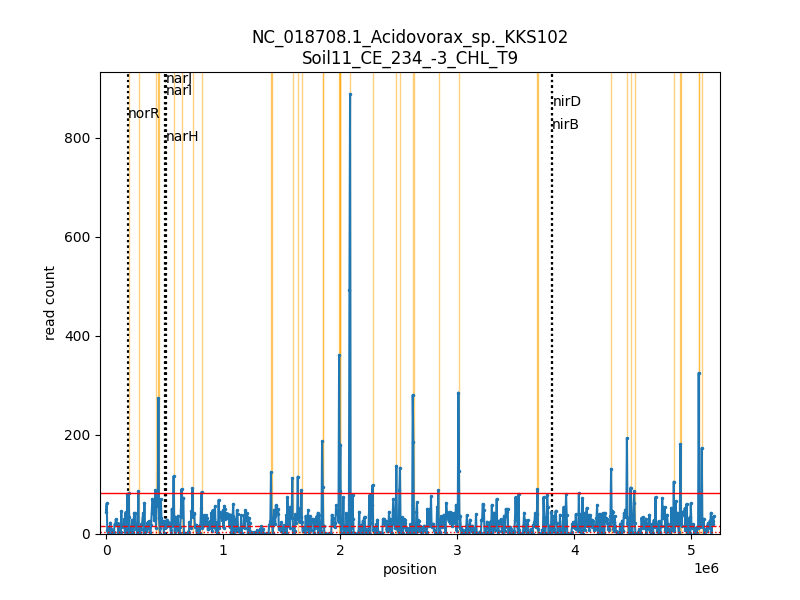 NC_018708.1_Acidovorax_sp._KKS102
Soil11_CE_234_-3_CHL_T9
narJ
narI
nirD
norR
nirB
narH
read count
800
600
400
200
0
0
1
2
3
4
5
1e6
position